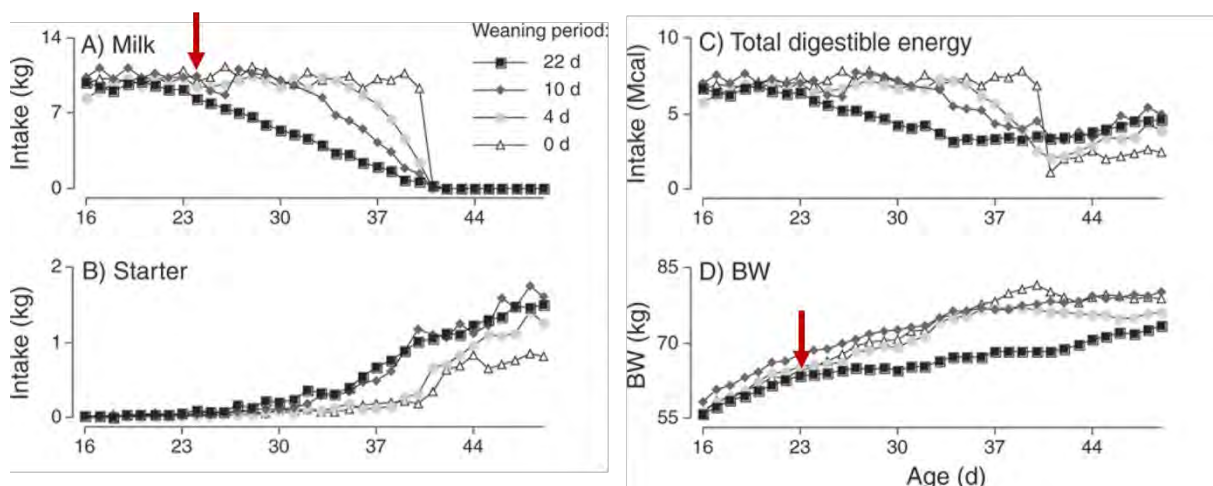 A) Milk
Weaning period:
22 d
10 d
4 d
0 d
Intake (kg)
14
7
0
16 23 30 37 44
B) Starter
Intake (kg)
2
1
0
16 23 30 37 44
C) Total digestible energy
Intake (Mcal)
10
5
0
16 23 30 37 44
D) BW
BW (kg)
85
70
55
16 23 30 37 44
Age (d)